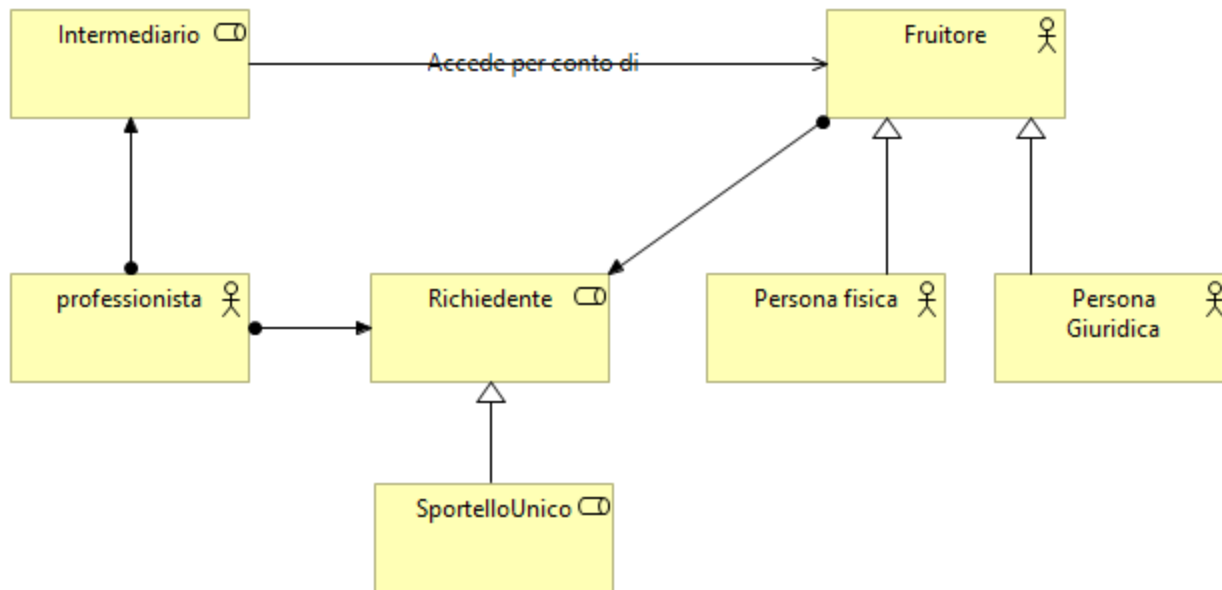 Intermediario
Accede per conto di
Fruitore
professionista
Richiedente
Persona fisica
Persona
Giuridica
SportelloUnico